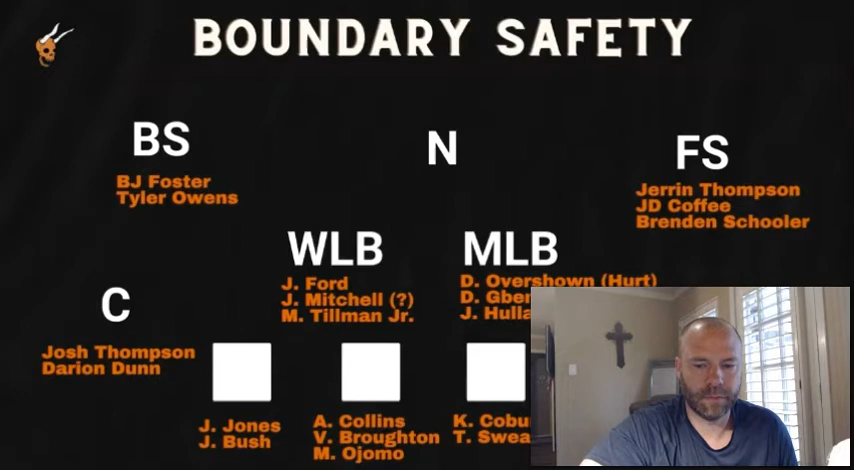 BOUNDARY SAFETY
BS
BJ Foster
Tyler Owens
N
FS
Jerrin Thompson
JD Coffee
Brenden Schooler
WLB
J. Ford
J. Mitchell (?)
M. Tillman Jr.
MLB
D. Overshown (Hurt)
D.
J.
C
Josh Thompson
Darion Dunn
J. Jones
J. Bush
A. Collins
V. Broughton
M. Ojomo
K.
T.